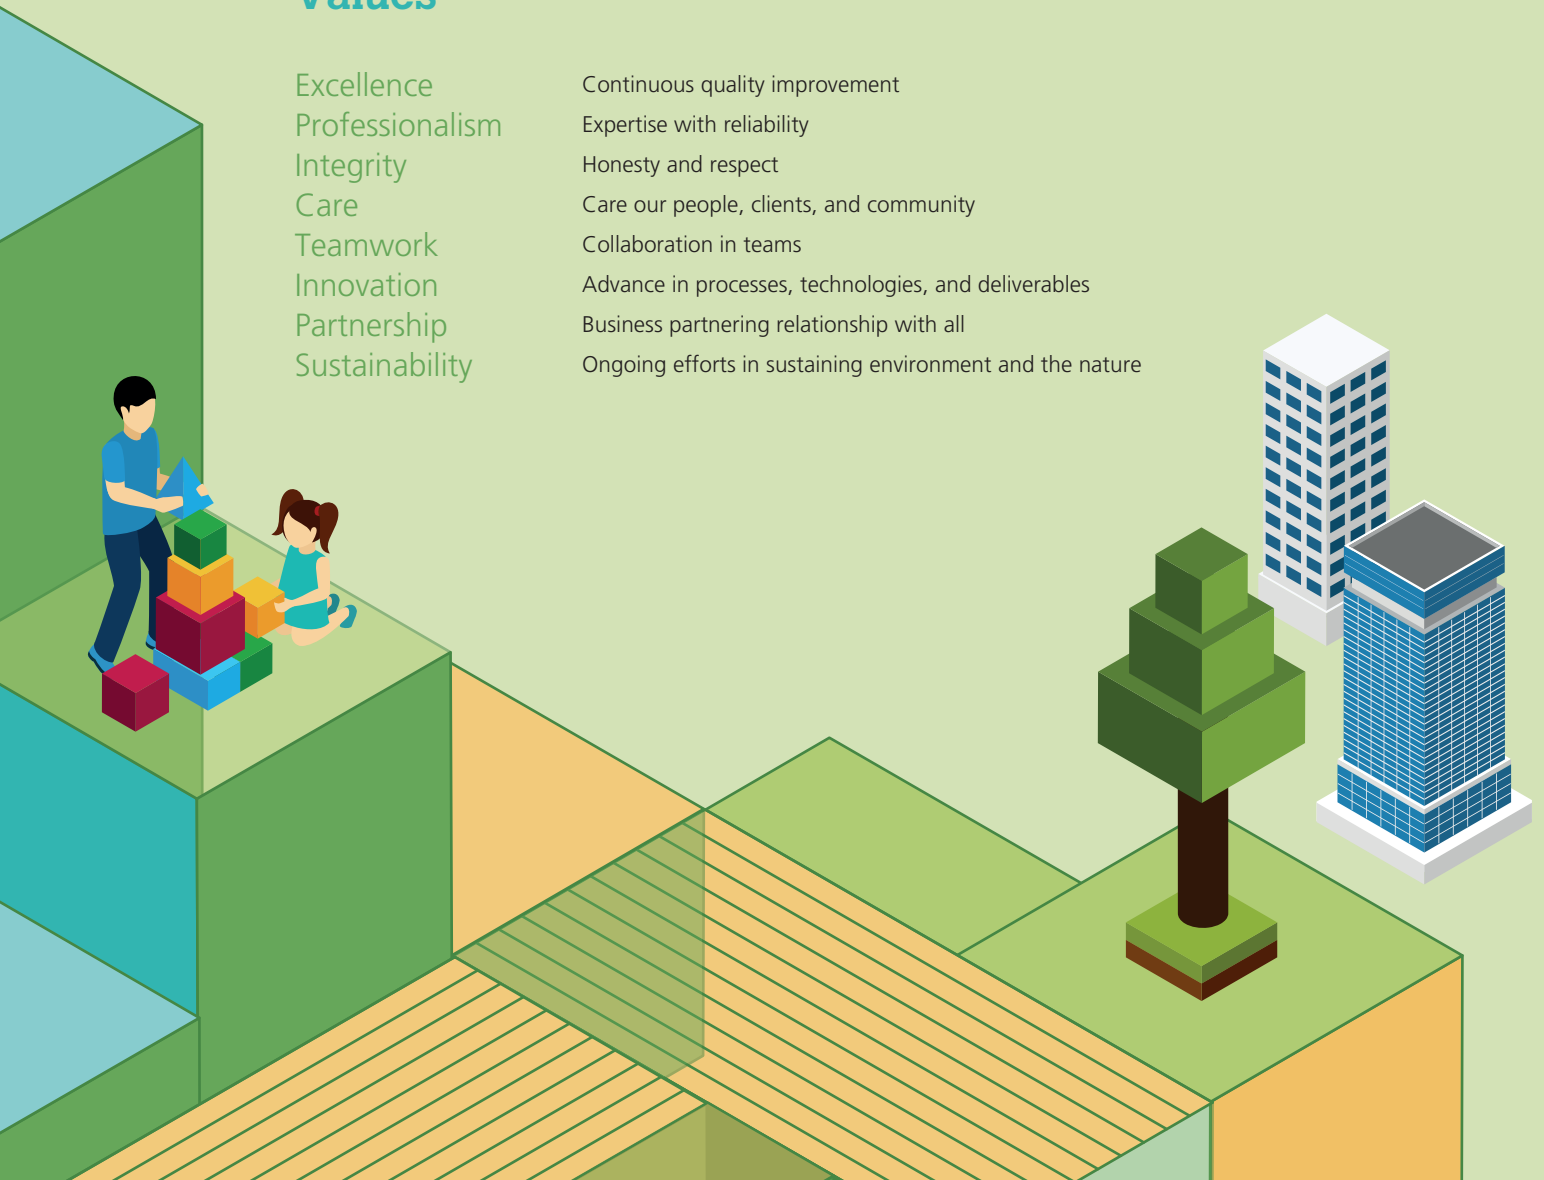 Values
Excellence Continuous quality improvement
Professionalism Expertise with reliability
Integrity Honesty and respect
Care Care our people, clients, and community
Teamwork Collaboration in teams
Innovation Advance in processes, technologies, and deliverables
Partnership Business partnering relationship with all
Sustainability Ongoing efforts in sustaining environment and the nature